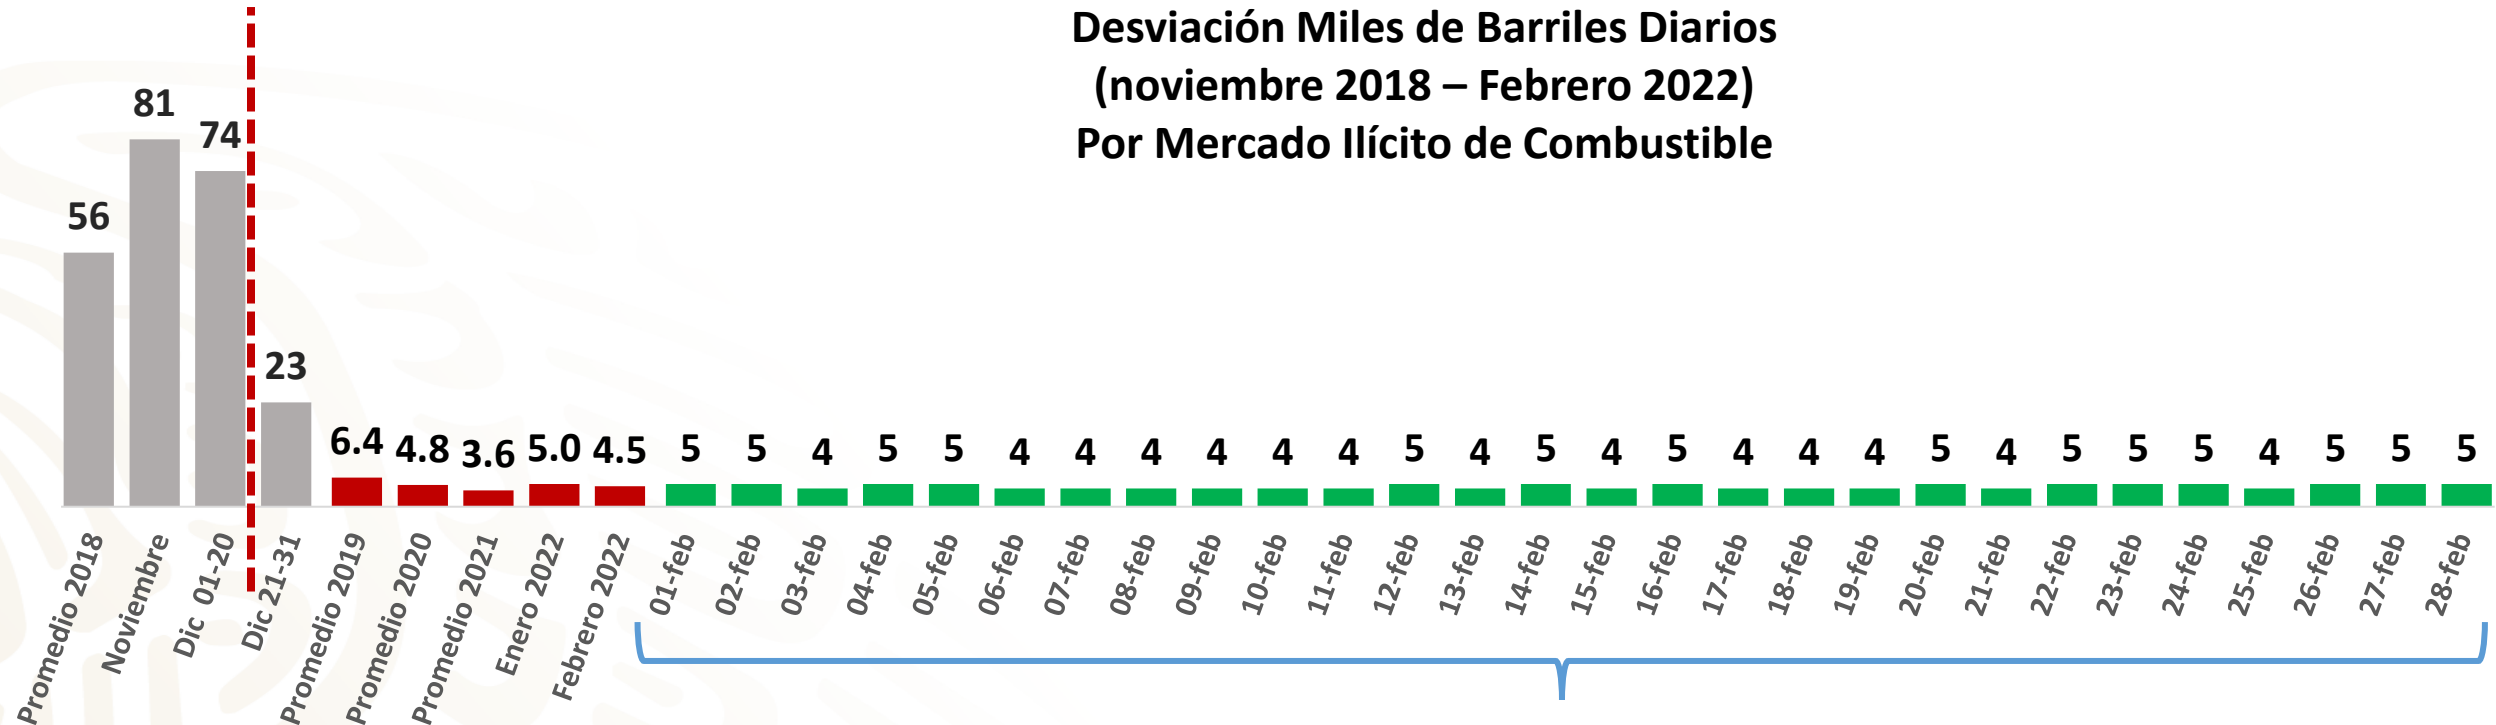 Desviación Miles de Barriles Diarios
(noviembre 2018 – Febrero 2022)
Por Mercado Ilícito de Combustible
56
81
74
23
6.4
4.8
3.6
5.0
4.5
5
5
4
5
5
4
4
4
4
4
4
5
4
5
4
5
4
4
4
5
4
5
5
5
4
5
5
5
Promedio 2018
Noviembre
Dic 01-20
Dic 21-31
Promedio 2019
Promedio 2020
Promedio 2021
Enero 2022
Febrero 2022
01-feb
02-feb
03-feb
04-feb
05-feb
06-feb
07-feb
08-feb
09-feb
10-feb
11-feb
12-feb
13-feb
14-feb
15-feb
16-feb
17-feb
18-feb
19-feb
20-feb
21-feb
22-feb
23-feb
24-feb
25-feb
26-feb
27-feb
28-feb